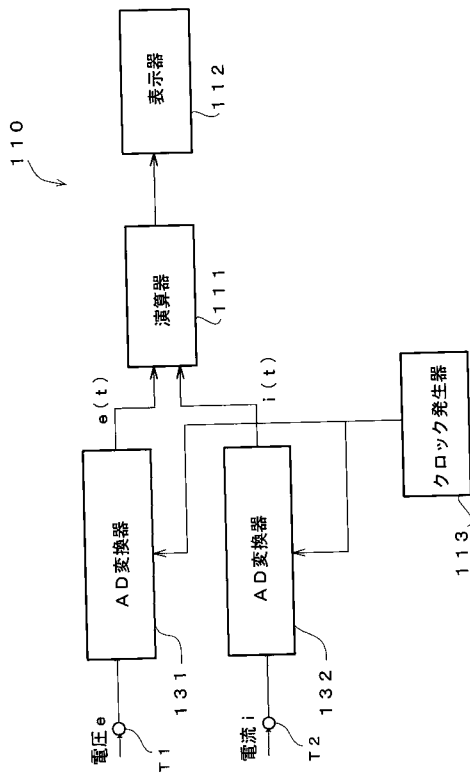 １１０
電圧ｅ
Ｔ１
ＡＤ変換器
１３１
ｅ（ｔ）
演算器
１１１
表示器
１１２
電流ｉ
Ｔ２
ＡＤ変換器
１３２
ｉ（ｔ）
クロック発生器
１１３